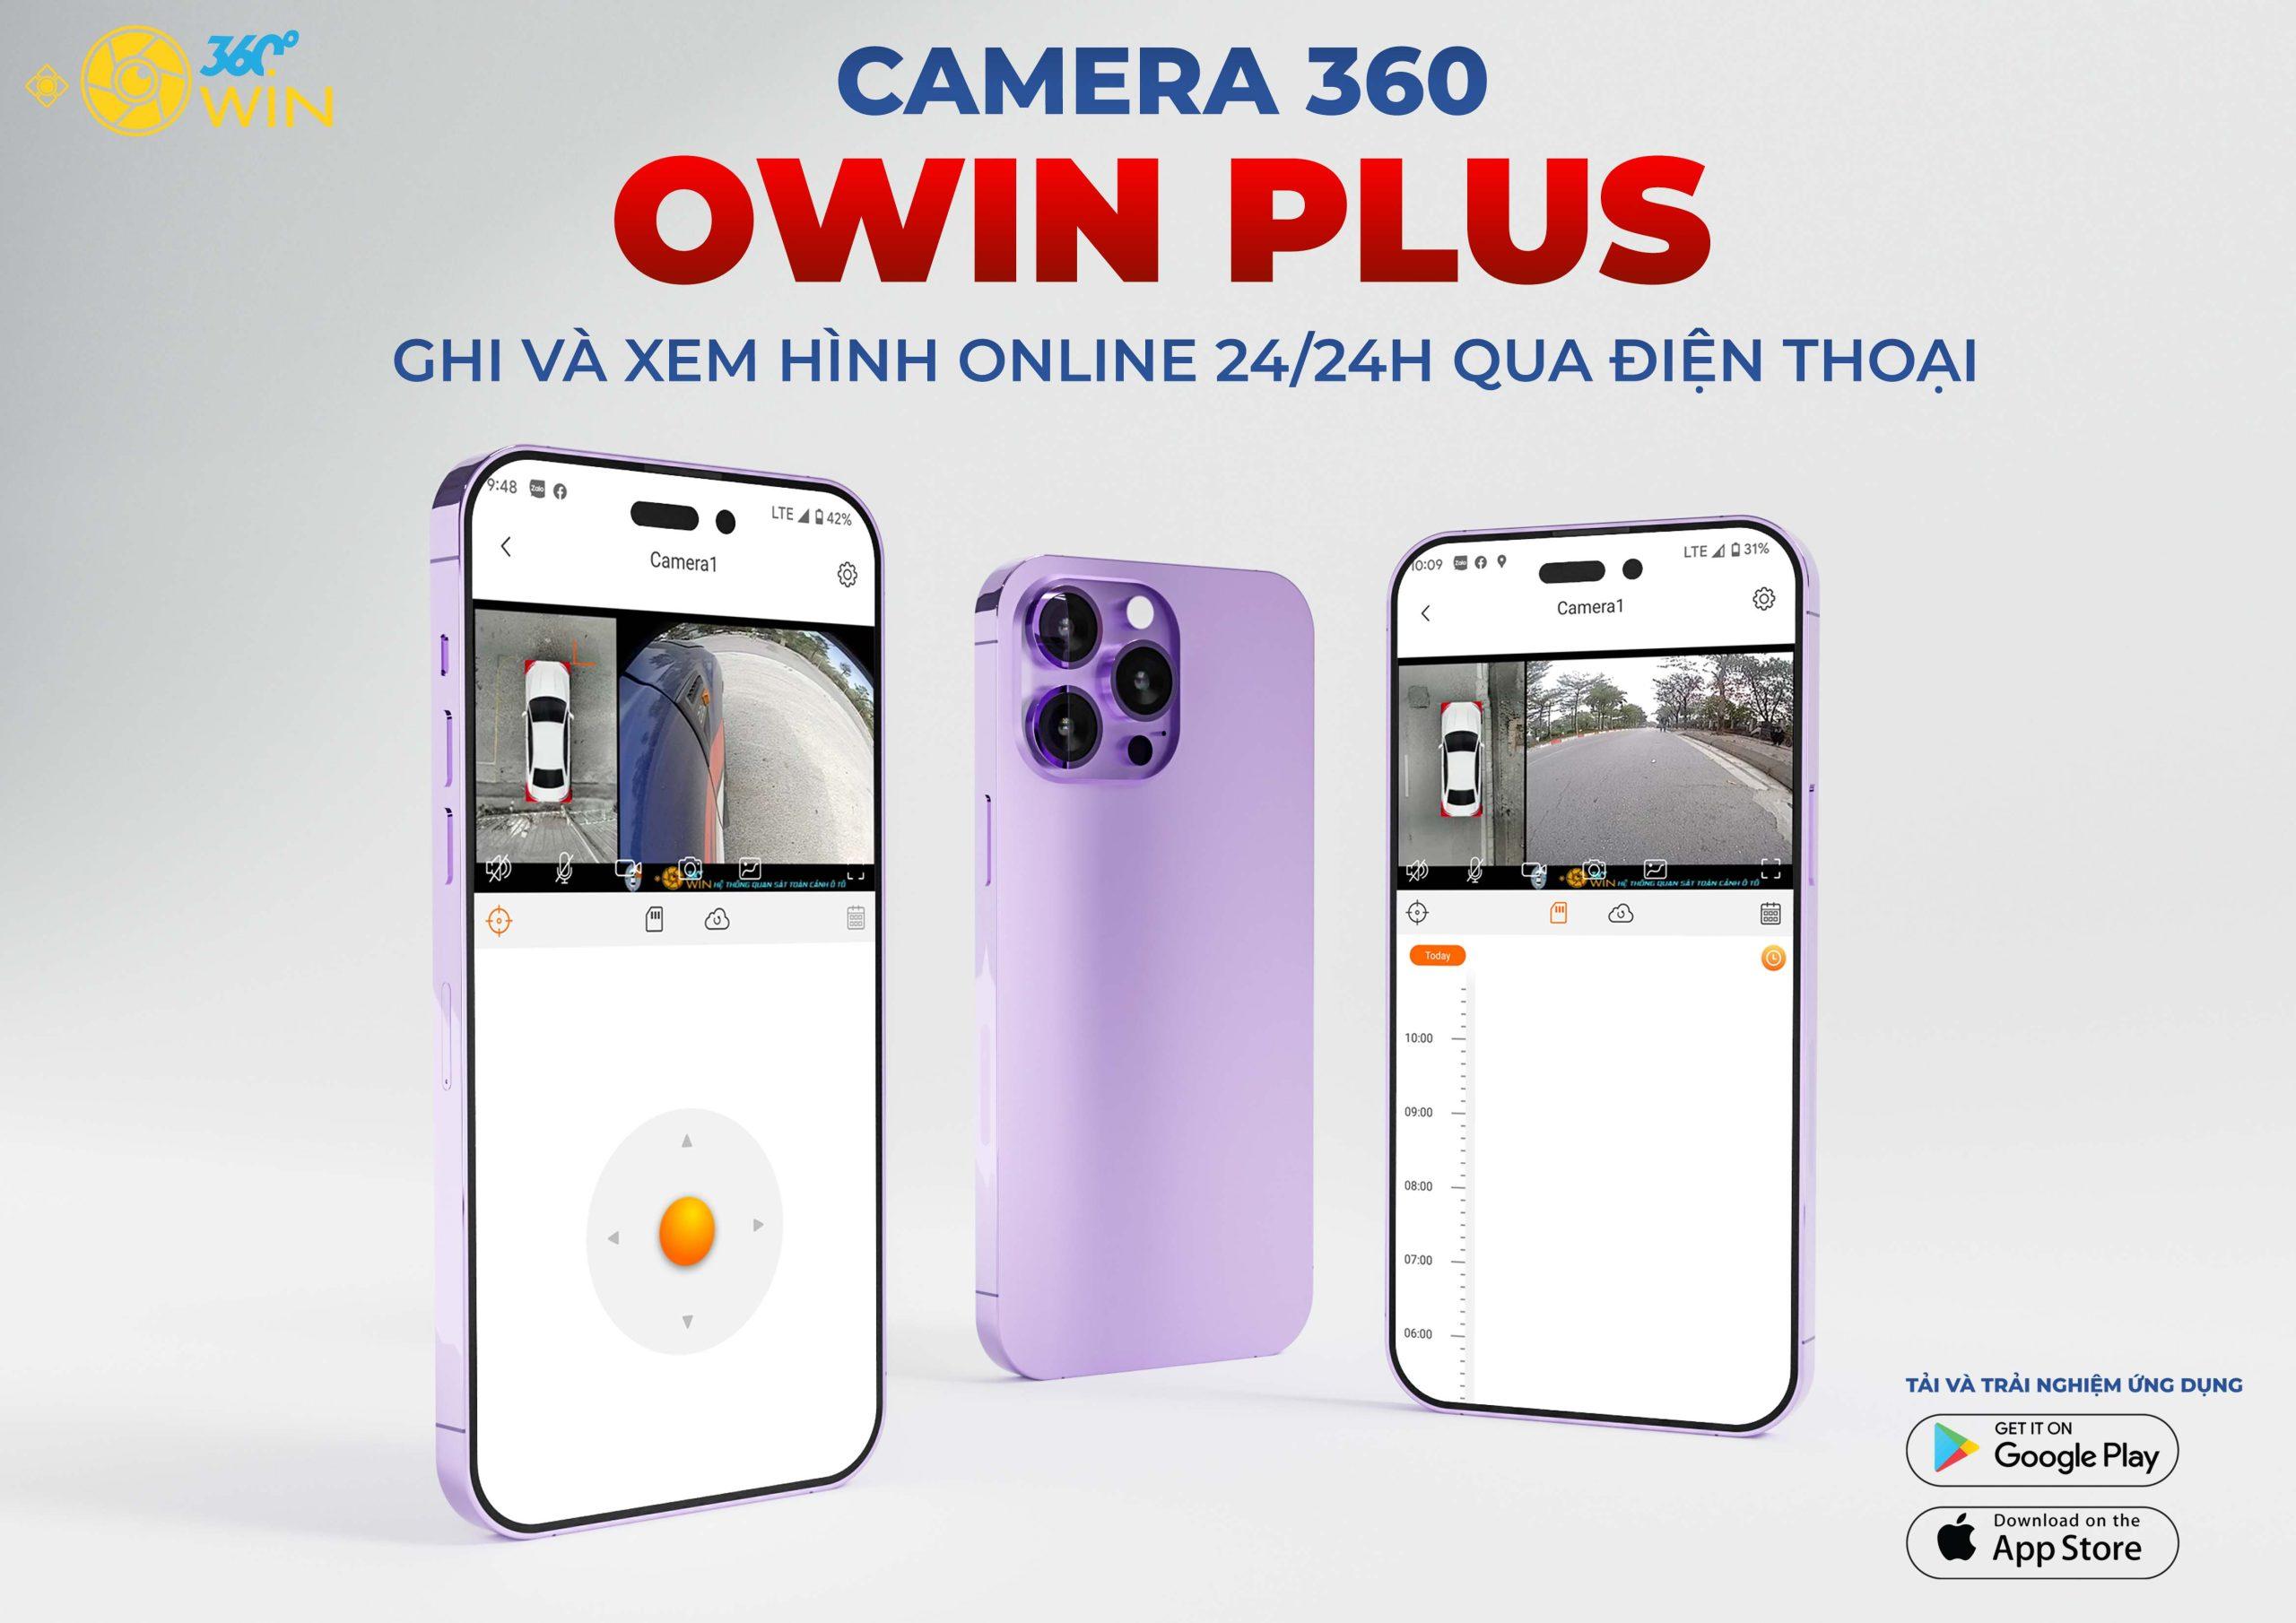 360°
WIN
CAMERA 360
OWIN PLUS
GHI VÀ XEM HÌNH ONLINE 24/24H QUA ĐIỆN THOẠI
9:48 Zalo LTE 42%
Camera1
WIN HỆ THỐNG QUAN SÁT TOÀN CẢNH Ô TÔ
10:09 Zalo LTE 31%
Camera1
WIN HỆ THỐNG QUAN SÁT TOÀN CẢNH Ô TÔ
Today
10:00
09:00
08:00
07:00
06:00
TẢI VÀ TRẢI NGHIỆM ỨNG DỤNG
GET IT ON
Google Play
Download on the
App Store